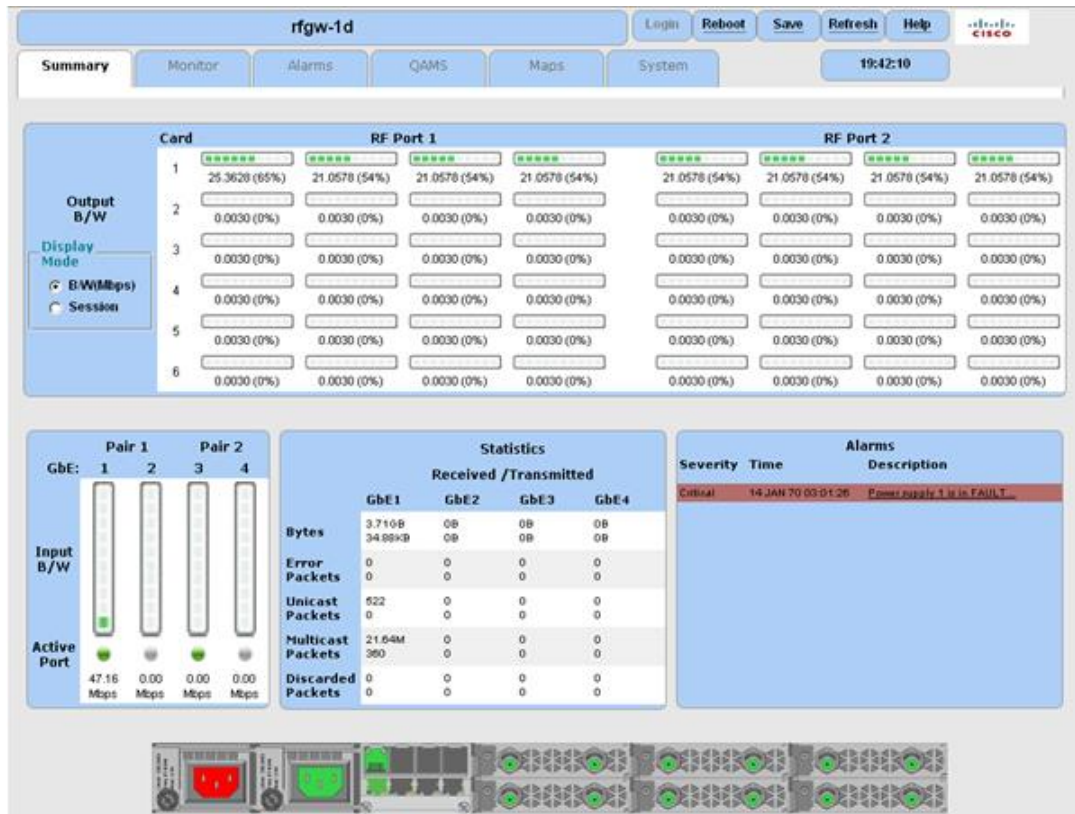 rfgw-1d
Login Reboot Save Refresh Help
CISCO
Summary Monitor Alarms QAMS Maps System
19:42:10
Card RF Port 1 RF Port 2
Output B/W
Display Mode
B/W(Mbps)
Session
1 25.3628 (65%) 21.0578 (54%) 21.0578 (54%) 21.0578 (54%) 21.0578 (54%) 21.0578 (54%) 21.0578 (54%) 21.0578 (54%)
2 0.0030 (0%) 0.0030 (0%) 0.0030 (0%) 0.0030 (0%) 0.0030 (0%) 0.0030 (0%) 0.0030 (0%) 0.0030 (0%)
3 0.0030 (0%) 0.0030 (0%) 0.0030 (0%) 0.0030 (0%) 0.0030 (0%) 0.0030 (0%) 0.0030 (0%) 0.0030 (0%)
4 0.0030 (0%) 0.0030 (0%) 0.0030 (0%) 0.0030 (0%) 0.0030 (0%) 0.0030 (0%) 0.0030 (0%) 0.0030 (0%)
5 0.0030 (0%) 0.0030 (0%) 0.0030 (0%) 0.0030 (0%) 0.0030 (0%) 0.0030 (0%) 0.0030 (0%) 0.0030 (0%)
6 0.0030 (0%) 0.0030 (0%) 0.0030 (0%) 0.0030 (0%) 0.0030 (0%) 0.0030 (0%) 0.0030 (0%) 0.0030 (0%)
Pair 1 Pair 2
GbE: 1 2 3 4
Input B/W
Active Port
47.16 0.00 0.00 0.00
Mbps Mbps Mbps Mbps
Statistics
Received /Transmitted
GbE1 GbE2 GbE3 GbE4
Bytes
3.71GB 0B 0B 0B
34.88KB 0B 0B 0B
Error Packets
0 0 0 0
0 0 0 0
Unicast Packets
522 0 0 0
0 0 0 0
Multicast Packets
21.64M 0 0 0
360 0 0 0
Discarded Packets
0 0 0 0
0 0 0 0
Alarms
Severity Time Description
Critical 14 JAN 70 03:01:26 Power supply 1 is in FAULT...